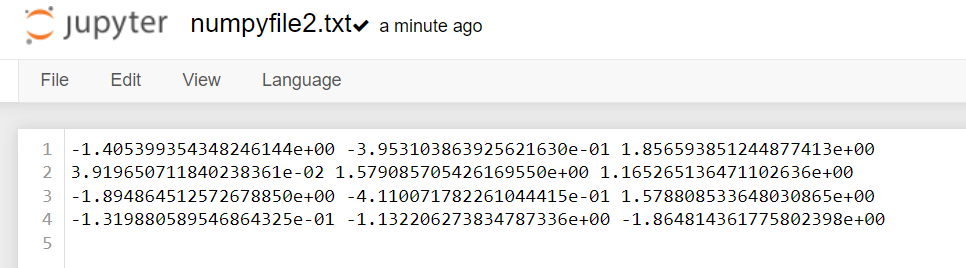 jupyter numpyfile2.txt✔ a minute ago
File Edit View Language
1 -1.405399354348246144e+00 -3.953103863925621630e-01 1.856593851244877413e+00
2 3.919650711840238361e-02 1.579085705426169550e+00 1.165265136471102636e+00
3 -1.894864512572678850e+00 -4.110071782261044415e-01 1.578808533648030865e+00
4 -1.319880589546864325e-01 -1.132206273834787336e+00 -1.864814361775802398e+00
5